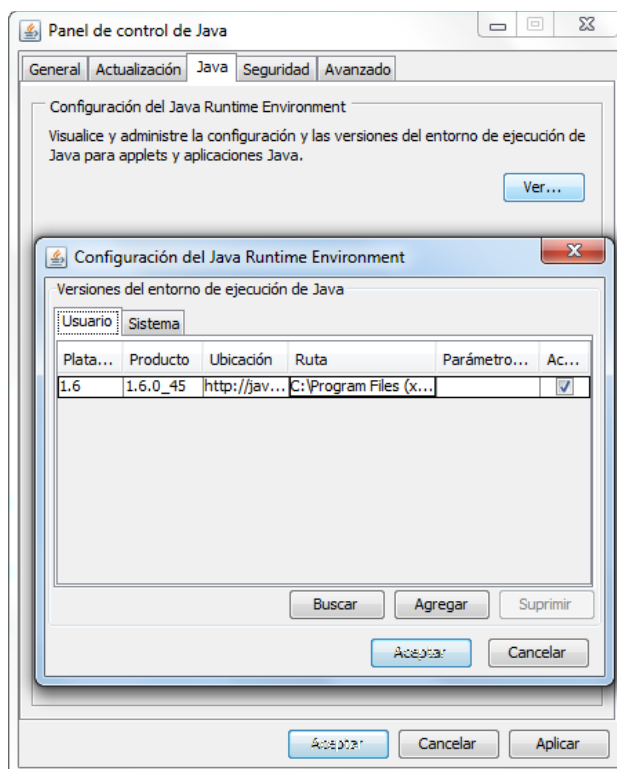 Panel de control de Java
General Actualización Java Seguridad Avanzado
Configuración del Java Runtime Environment
Visualice y administre la configuración y las versiones del entorno de ejecución de
Java para applets y aplicaciones Java.
Ver...
Configuración del Java Runtime Environment
Versiones del entorno de ejecución de Java
Usuario Sistema
Plata... Producto Ubicación Ruta Parámetro... Ac...
1.6 1.6.0_45 http://jav... C:\Program Files (x...
Buscar Agregar Suprimir
Aceptar Cancelar
Aceptar Cancelar Aplicar